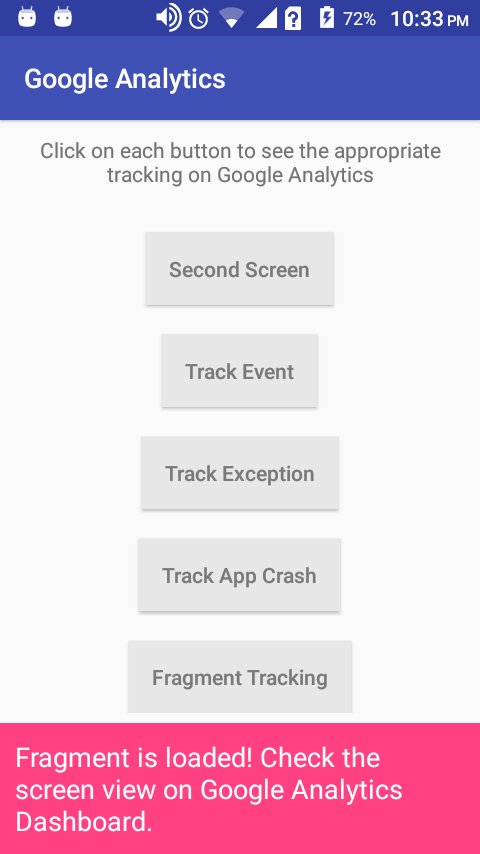 72% 10:33 PM
Google Analytics
Click on each button to see the appropriate
tracking on Google Analytics
Second Screen
Track Event
Track Exception
Track App Crash
Fragment Tracking
Fragment is loaded! Check the
screen view on Google Analytics
Dashboard.